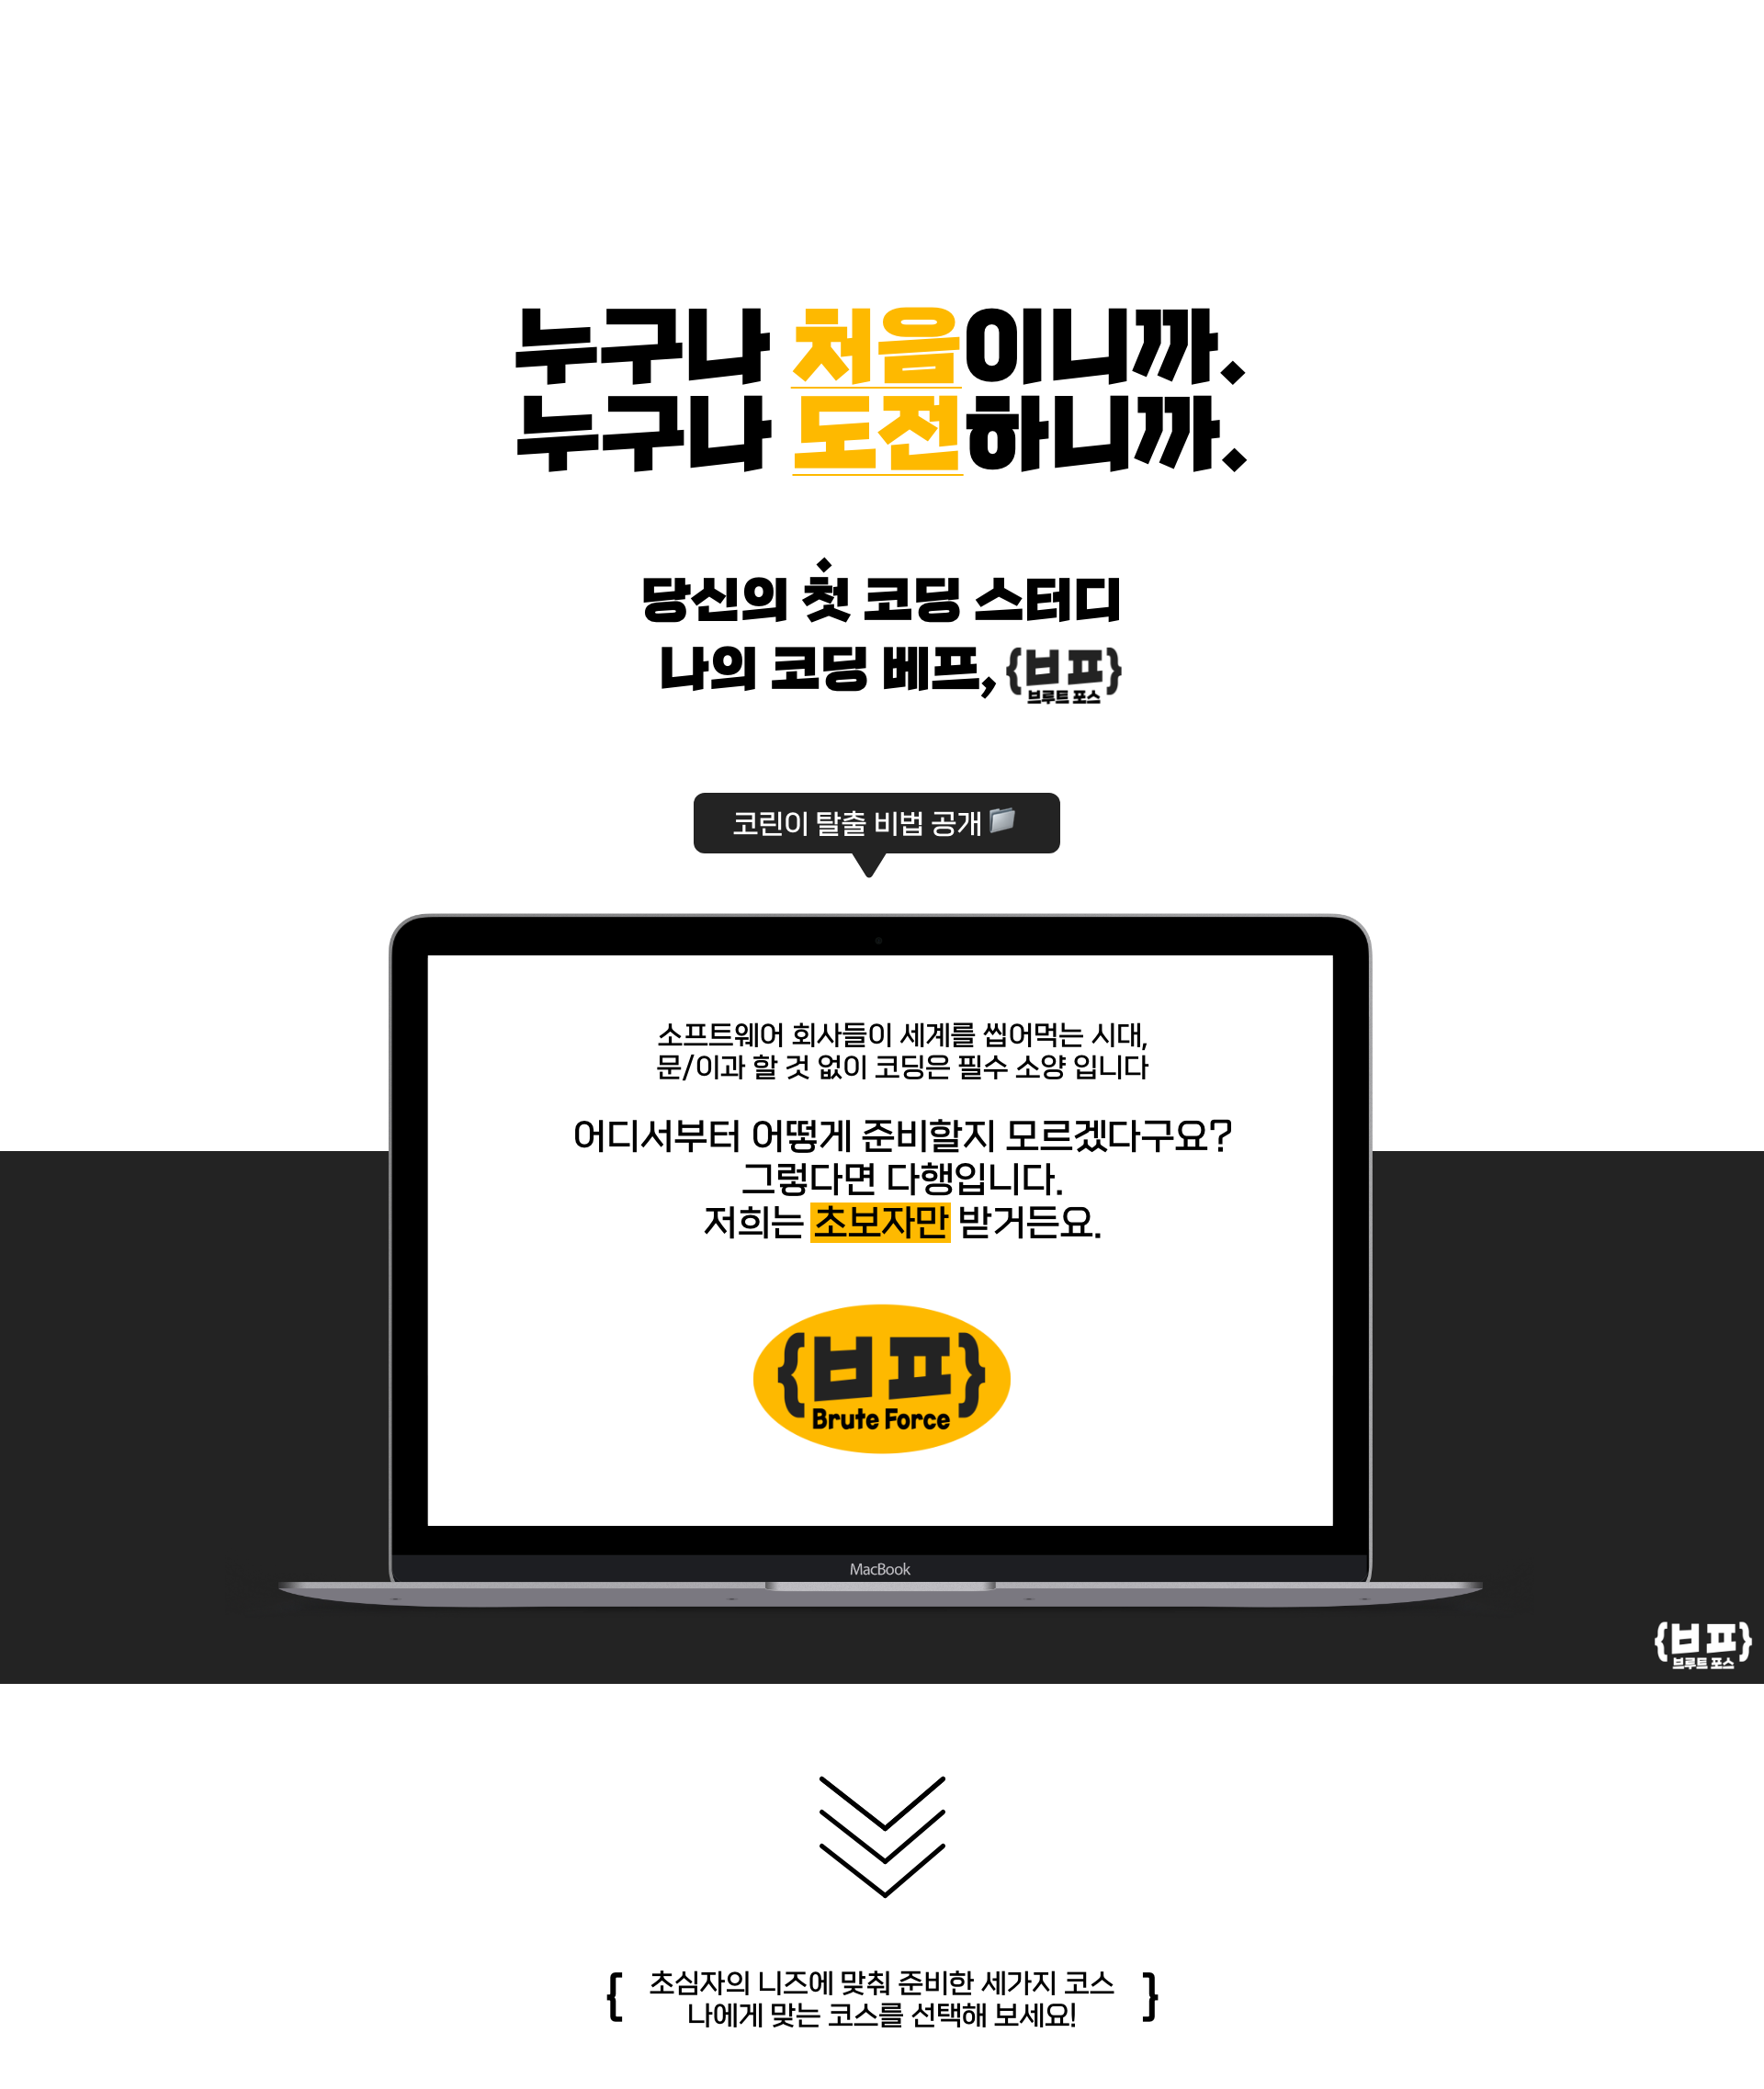 누구나 처음이니까.
누구나 도전하니까.
당신의 첫 코딩 스터디
나의 코딩 베프, {브프}
브루트 포스
코린이 탈출 비법 공개
소프트웨어 회사들이 세계를 씹어먹는 시대,
문/이과 할 것 없이 코딩은 필수 소양 입니다
어디서부터 어떻게 준비할지 모르겠다구요?
그렇다면 다행입니다.
저희는 초보자만 받거든요.
{ㅂ ㅍ}
Brute Force
MacBook
{ㅂ ㅍ}
브루트 포스
{ 초심자의 니즈에 맞춰 준비한 세가지 코스 }
나에게 맞는 코스를 선택해 보세요!